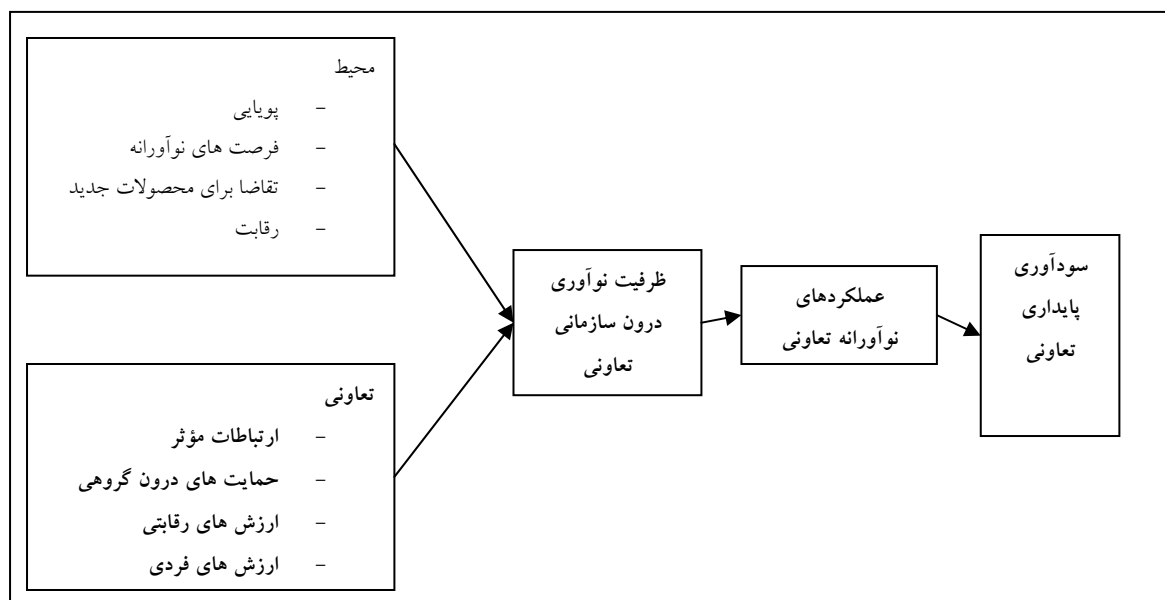 محیط
- پویایی
- فرصت های نوآورانه
- تقاضا برای محصولات جدید
- رقابت
تعاونی
- ارتباطات مؤثر
- حمایت های درون گروهی
- ارزش های رقابتی
- ارزش های فردی
ظرفیت نوآوری
درون سازمانی
تعاونی
عملکردهای
نوآورانه تعاونی
سودآوری
پایداری
تعاونی